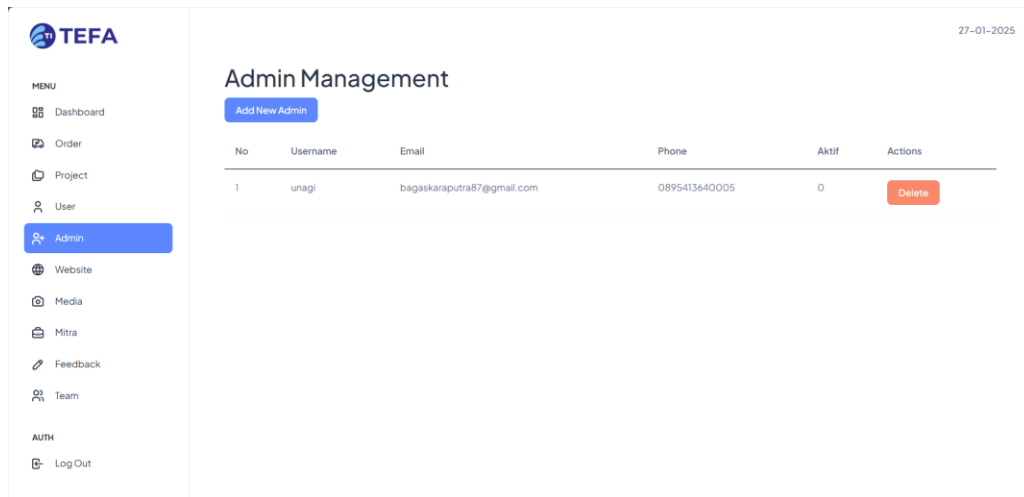 TI TEFA
27-01-2025
MENU
Dashboard
Order
Project
User
Admin
Website
Media
Mitra
Feedback
Team
AUTH
Log Out
Admin Management
Add New Admin
No Username Email Phone Aktif Actions
1 unagi bagaskaraputra87@gmail.com 0895413640005 0 Delete